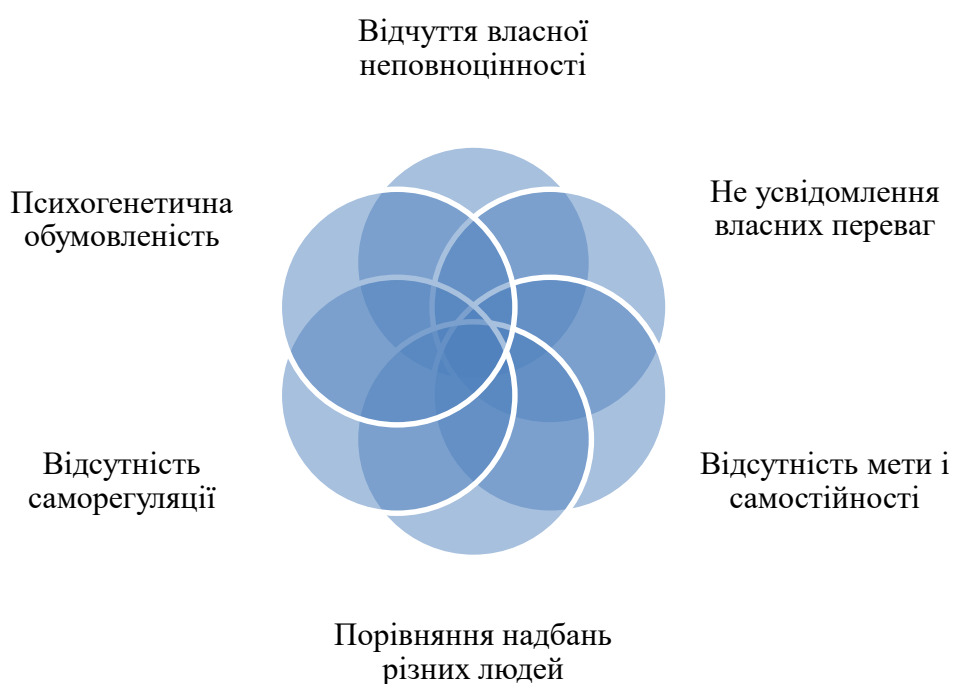 Відчуття власної
неповноцінності
Не усвідомлення
власних переваг
Відсутність мети і
самостійності
Порівняння надбань
різних людей
Відсутність
саморегуляції
Психогенетична
обумовленість